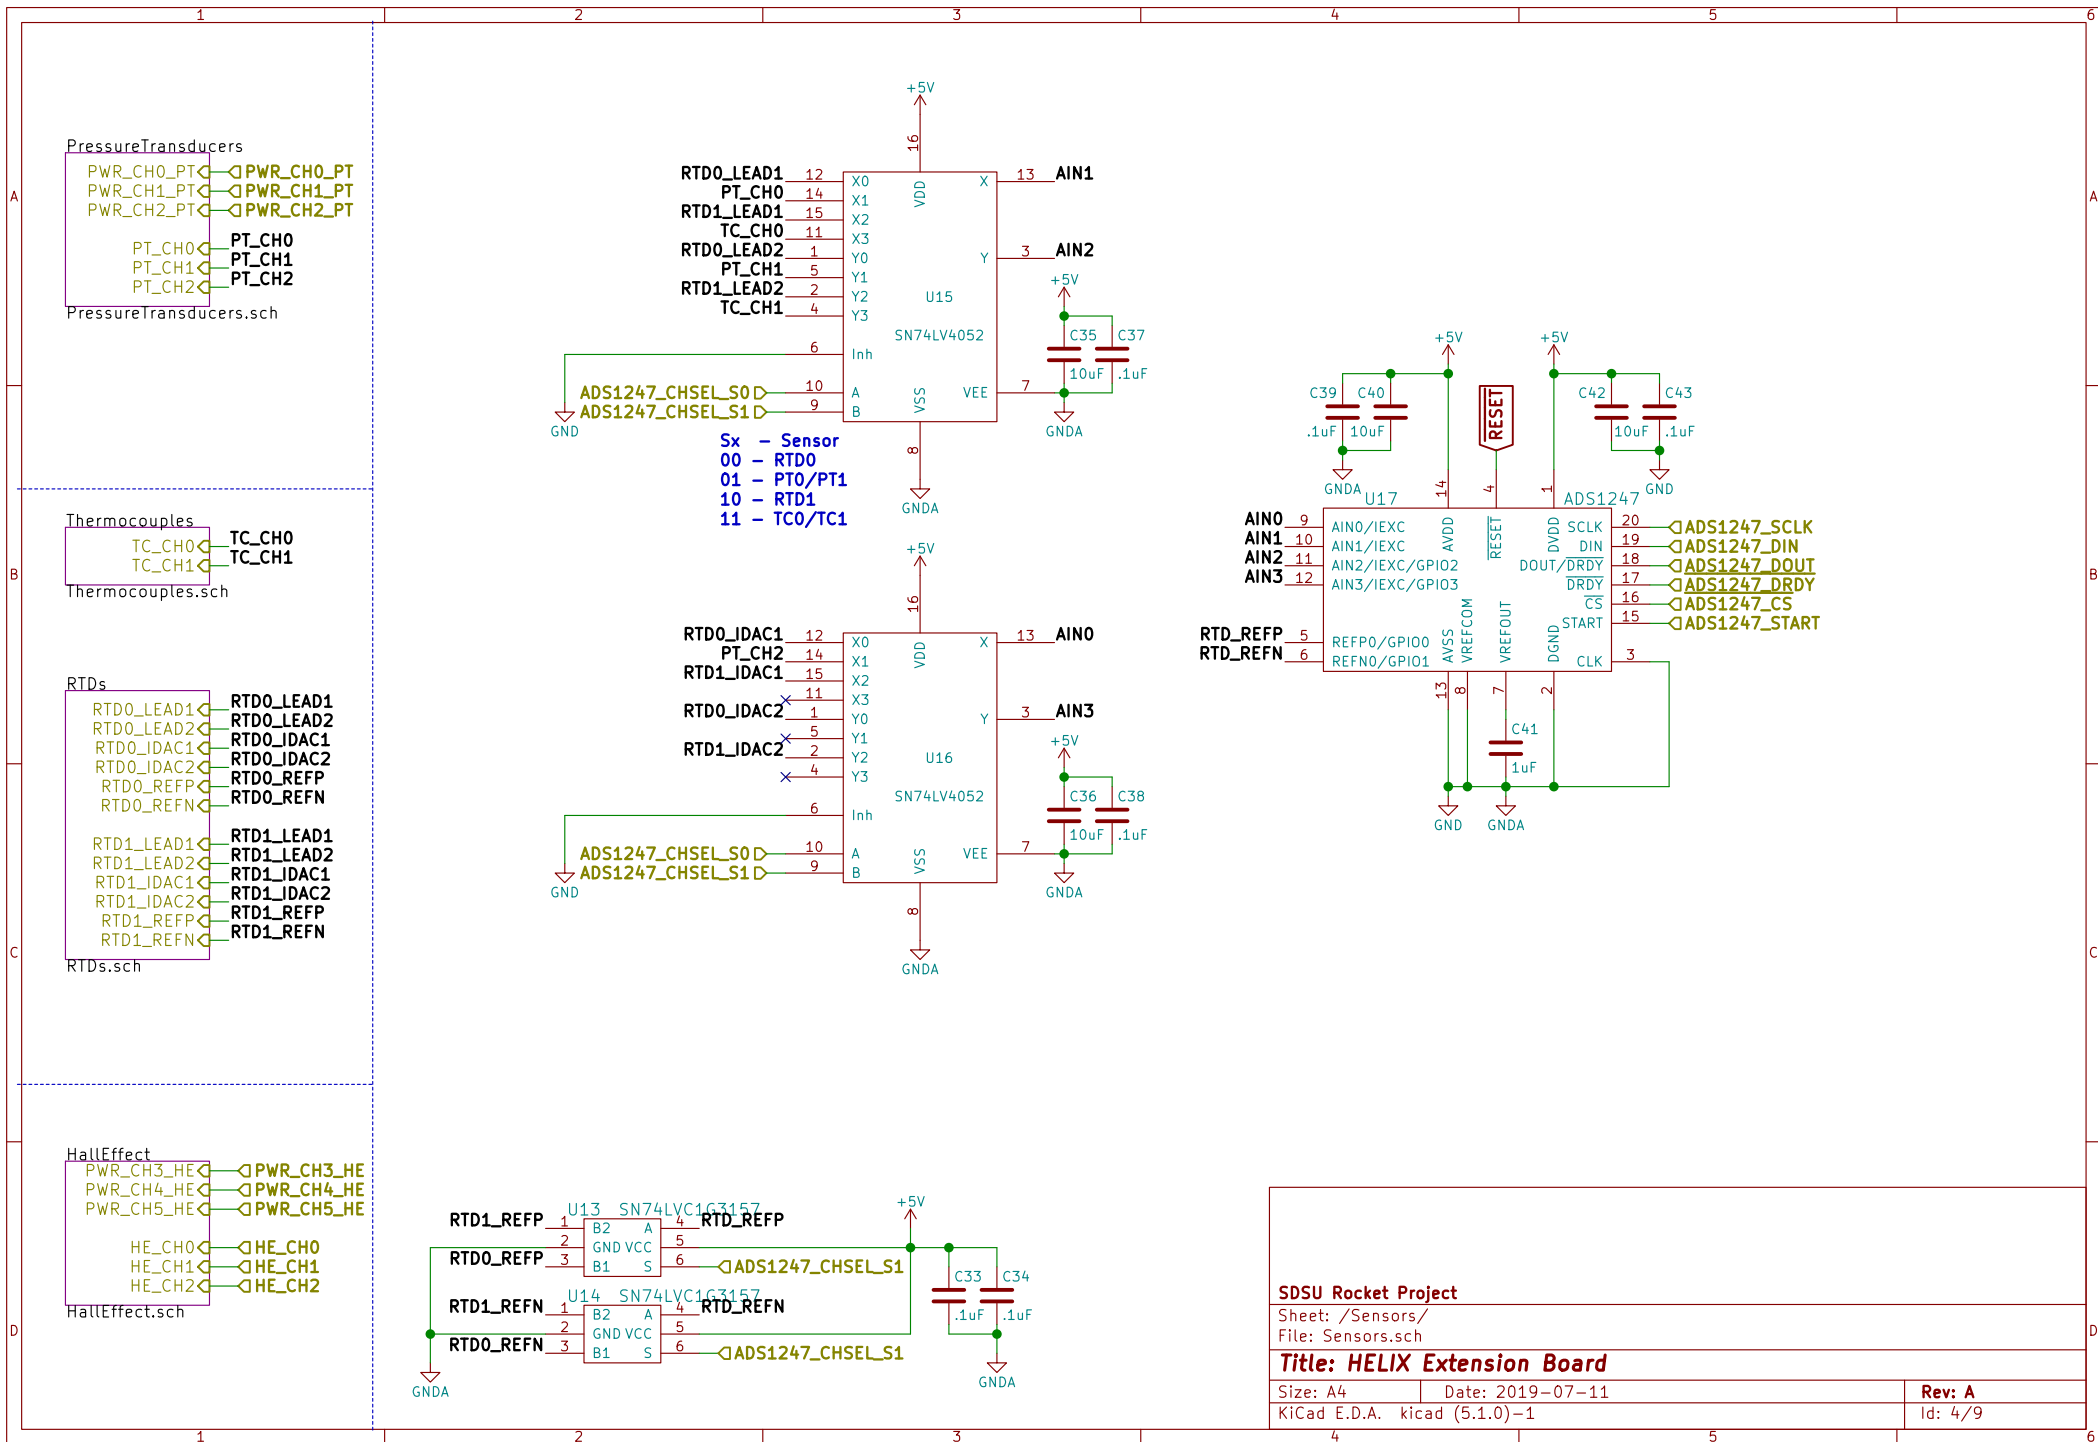 1 2 3 4 5 6
A
B
C
D
PressureTransducers
PWR_CH0_PT PWR_CH0_PT
PWR_CH1_PT PWR_CH1_PT
PWR_CH2_PT PWR_CH2_PT
PT_CH0 PT_CH0
PT_CH1 PT_CH1
PT_CH2 PT_CH2
PressureTransducers.sch
Thermocouples
TC_CH0 TC_CH0
TC_CH1 TC_CH1
Thermocouples.sch
RTDs
RTD0_LEAD1 RTD0_LEAD1
RTD0_LEAD2 RTD0_LEAD2
RTD0_IDAC1 RTD0_IDAC1
RTD0_IDAC2 RTD0_IDAC2
RTD0_REFP RTD0_REFP
RTD0_REFN RTD0_REFN
RTD1_LEAD1 RTD1_LEAD1
RTD1_LEAD2 RTD1_LEAD2
RTD1_IDAC1 RTD1_IDAC1
RTD1_IDAC2 RTD1_IDAC2
RTD1_REFP RTD1_REFP
RTD1_REFN RTD1_REFN
RTDs.sch
HallEffect
PWR_CH3_HE PWR_CH3_HE
PWR_CH4_HE PWR_CH4_HE
PWR_CH5_HE PWR_CH5_HE
HE_CH0 HE_CH0
HE_CH1 HE_CH1
HE_CH2 HE_CH2
HallEffect.sch
+5V
16
VDD
RTD0_LEAD1 12 X0 X 13 AIN1
PT_CH0 14 X1
RTD1_LEAD1 15 X2
TC_CH0 11 X3
RTD0_LEAD2 1 Y0 Y 3 AIN2
PT_CH1 5 Y1
RTD1_LEAD2 2 Y2
TC_CH1 4 Y3
U15
SN74LV4052
6 Inh
ADS1247_CHSEL_S0 10 A VEE 7
ADS1247_CHSEL_S1 9 B
VSS
8
GND
GNDA
+5V
C35 C37
10uF .1uF
GNDA
Sx - Sensor
00 - RTD0
01 - PT0/PT1
10 - RTD1
11 - TC0/TC1
+5V
16
VDD
RTD0_IDAC1 12 X0 X 13 AIN0
PT_CH2 14 X1
RTD1_IDAC1 15 X2
11 X3
RTD0_IDAC2 1 Y0 Y 3 AIN3
5 Y1
RTD1_IDAC2 2 Y2
4 Y3
U16
SN74LV4052
6 Inh
ADS1247_CHSEL_S0 10 A VEE 7
ADS1247_CHSEL_S1 9 B
VSS
8
GND
GNDA
+5V
C36 C38
10uF .1uF
GNDA
+5V +5V
C39 C40
.1uF 10uF
GNDA
RESET
C42 C43
10uF .1uF
GND
U17 ADS1247
14 4 1
AVDD RESET DVDD
AIN0 9 AIN0/IEXC
AIN1 10 AIN1/IEXC
AIN2 11 AIN2/IEXC/GPIO2
AIN3 12 AIN3/IEXC/GPIO3
RTD_REFP 5 REFP0/GPIO0
RTD_REFN 6 REFN0/GPIO1
SCLK 20 ADS1247_SCLK
DIN 19 ADS1247_DIN
DOUT/DRDY 18 ADS1247_DOUT
DRDY 17 ADS1247_DRDY
CS 16 ADS1247_CS
START 15 ADS1247_START
CLK 3
AVSS VREFCOM VREFOUT DGND
13 8 7 2
C41
1uF
GND GNDA
U13 SN74LVC1G3157
RTD1_REFP 1 B2 A 4 RTD_REFP
2 GND VCC 5
RTD0_REFP 3 B1 S 6 ADS1247_CHSEL_S1
U14 SN74LVC1G3157
RTD1_REFN 1 B2 A 4 RTD_REFN
2 GND VCC 5
RTD0_REFN 3 B1 S 6 ADS1247_CHSEL_S1
GNDA
+5V
C33 C34
.1uF .1uF
GNDA
SDSU Rocket Project
Sheet: /Sensors/
File: Sensors.sch
Title: HELIX Extension Board
Size: A4 Date: 2019-07-11 Rev: A
KiCad E.D.A. kicad (5.1.0)-1 Id: 4/9
A
B
C
D
1 2 3 4 5 6